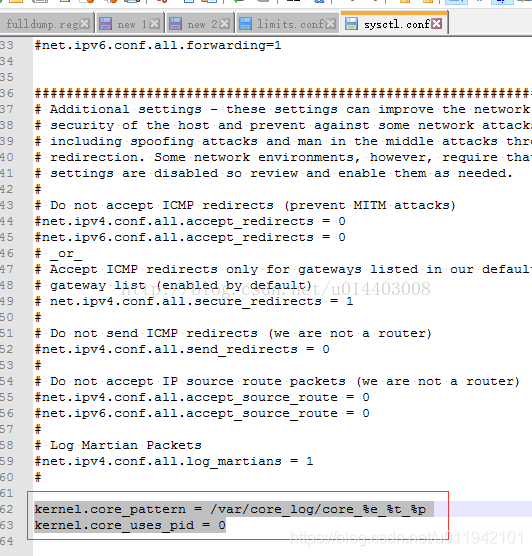 fulldump.reg new 1 new 2 limits.conf sysctl.conf
33 #net.ipv6.conf.all.forwarding=1
34
35
36 ###################################################################
37 # Additional settings - these settings can improve the network
38 # security of the host and prevent against some network attacks
39 # including spoofing attacks and man in the middle attacks thr
40 # redirection. Some network environments, however, require tha
41 # settings are disabled so review and enable them as needed.
42 #
43 # Do not accept ICMP redirects (prevent MITM attacks)
44 #net.ipv4.conf.all.accept_redirects = 0
45 #net.ipv6.conf.all.accept_redirects = 0
46 # _or_
47 # Accept ICMP redirects only for gateways listed in our defaul
48 # gateway list (enabled by default)
49 # net.ipv4.conf.all.secure_redirects = 1
50 #
51 # Do not send ICMP redirects (we are not a router)
52 #net.ipv4.conf.all.send_redirects = 0
53 #
54 # Do not accept IP source route packets (we are not a router)
55 #net.ipv4.conf.all.accept_source_route = 0
56 #net.ipv6.conf.all.accept_source_route = 0
57 #
58 # Log Martian Packets
59 #net.ipv4.conf.all.log_martians = 1
60 #
61
62 kernel.core_pattern = /var/core_log/core_%e_%t_%p
63 kernel.core_uses_pid = 0
64
http://blog.csdn.net/u014403008
https://blog.csdn.net/u011942101